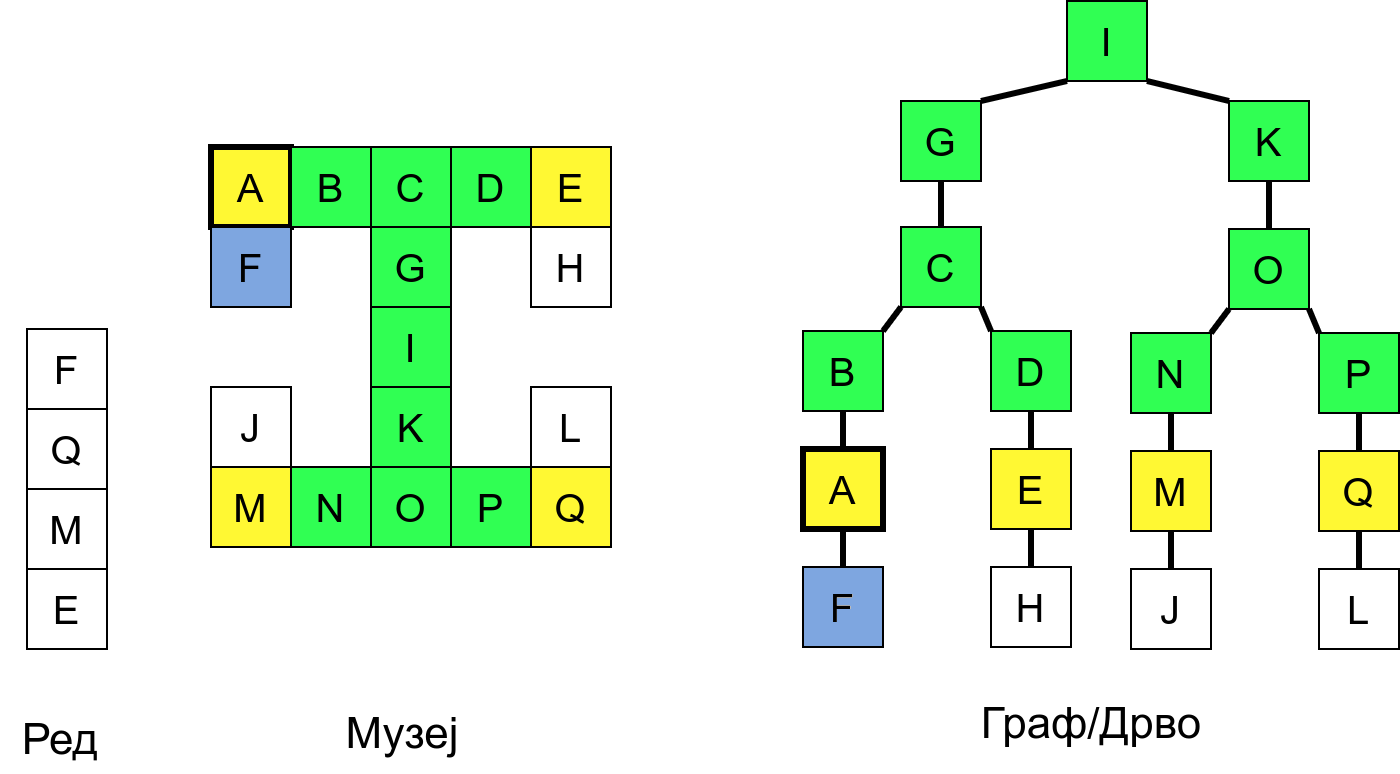 I
G K
A B C D E
F G H
C O
I
F
B D N P
J K L
Q
M N O P Q
A E M Q
M
E
F H J L
Ред
Музеј
Граф/Дрво